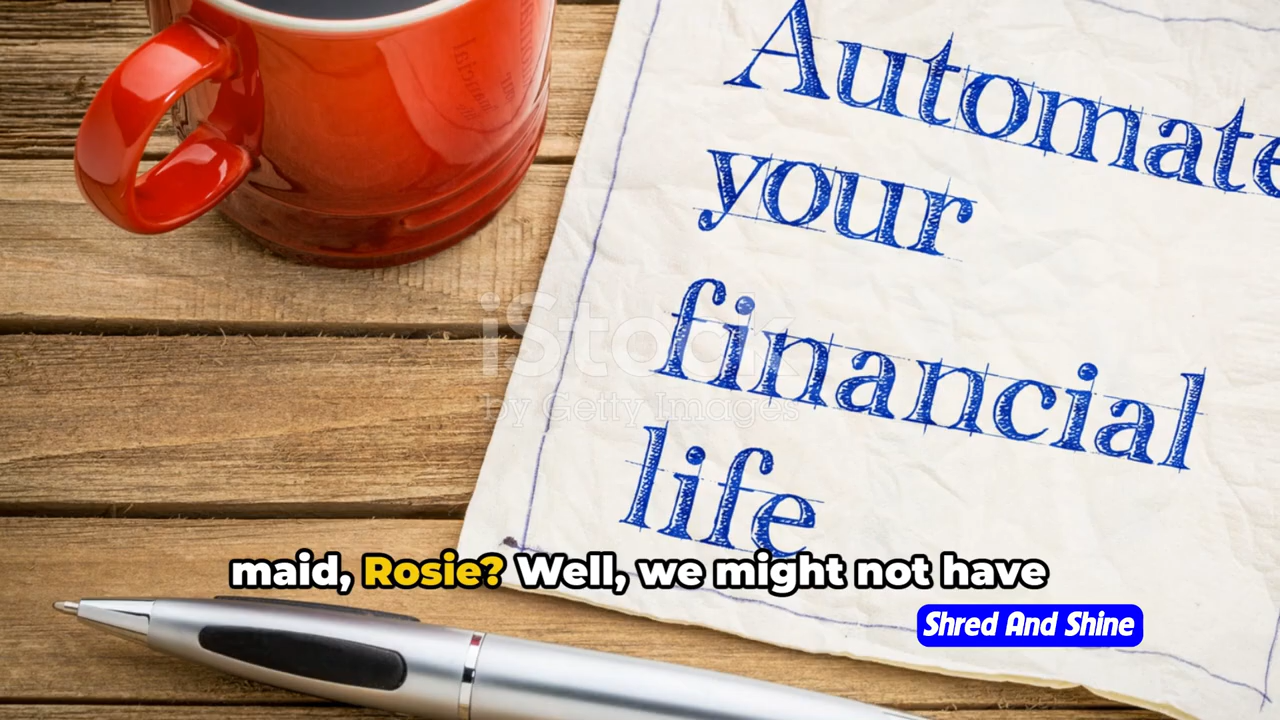 Automate
your
financial
life
iStock
by Getty Images
maid, Rosie? Well, we might not have
Shred And Shine